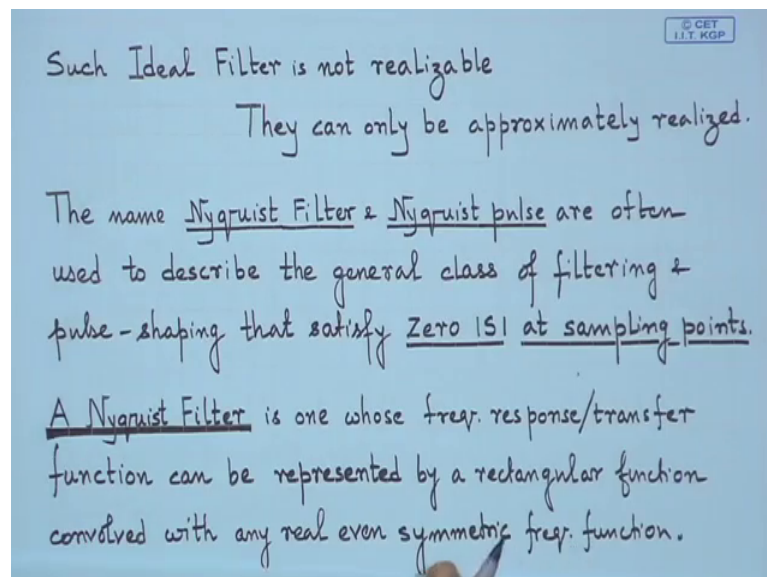 © CET
I.I.T. KGP
Such Ideal Filter is not realizable
They can only be approximately realized.
The name Nyquist Filter & Nyquist pulse are often
used to describe the general class of filtering &
pulse-shaping that satisfy Zero ISI at sampling points.
A Nyquist Filter is one whose freq. response/transfer
function can be represented by a rectangular function
convolved with any real even symmetric freq. function.